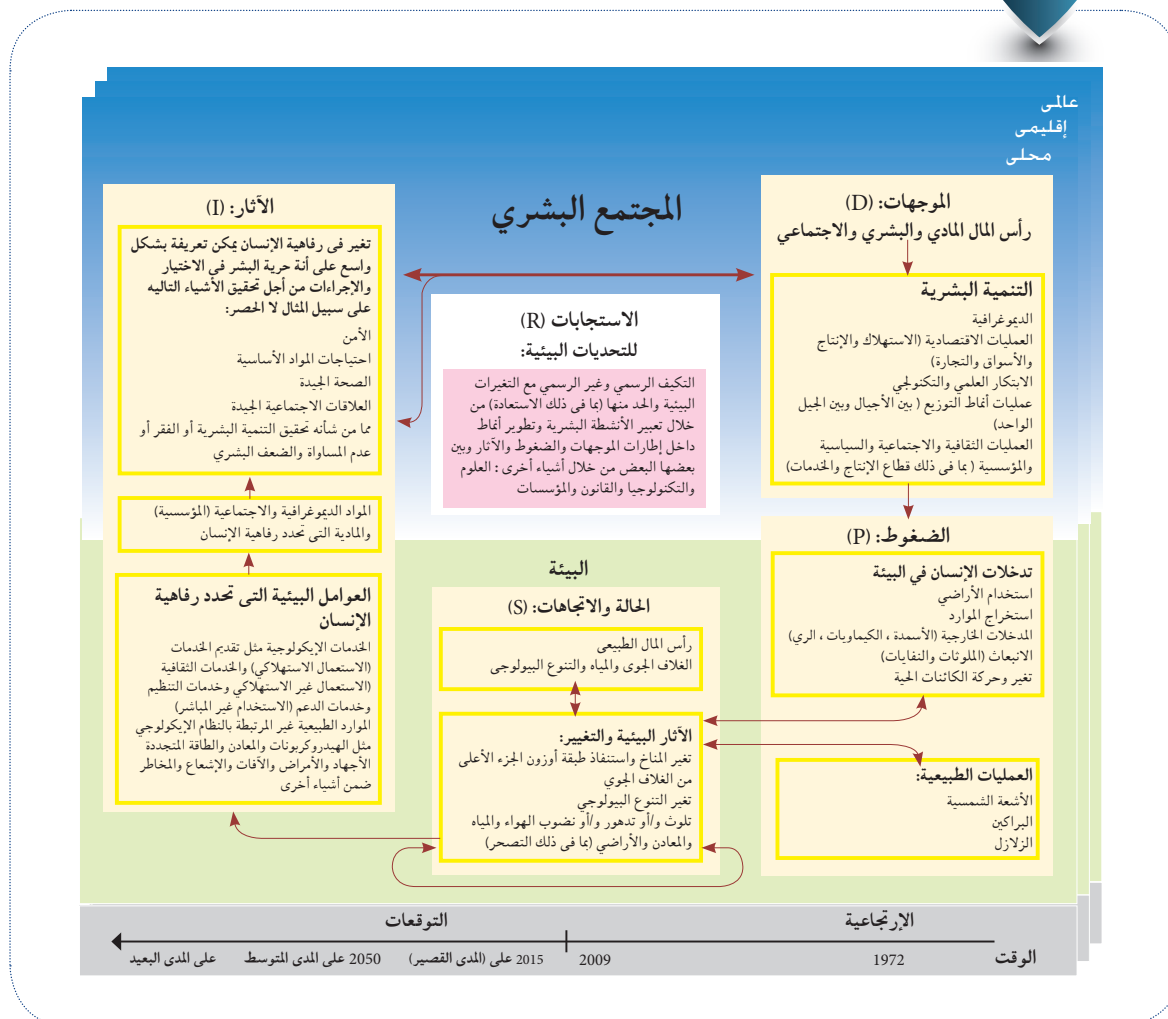 عالمى
إقليمى
محلى
المجتمع البشري
الموجهات: (D)
رأس المال المادي والبشري والاجتماعي
التنمية البشرية
الديموغرافية
العمليات الاقتصادية (الاستهلاك والإنتاج
والأسواق والتجارة)
الابتكار العلمي والتكنولجي
عمليات أنماط التوزيع ( بين الأجيال وبين الجيل
الواحد)
العمليات الثقافية والاجتماعية والسياسية
والمؤسسية ( بما فى ذلك قطاع الإنتاج والخدمات)
الضغوط: (P)
تدخلات الإنسان في البيئة
استخدام الأراضي
استخراج الموارد
المدخلات الخارجية (الأسمدة ، الكيماويات ، الري)
الانبعاث (الملوثات والنفايات)
تغير وحركة الكائنات الحية
العمليات الطبيعية:
الأشعة الشمسية
البراكين
الزلازل
الاستجابات (R)
للتحديات البيئية:
التكيف الرسمي وغير الرسمي مع التغيرات
البيئية والحد منها (بما فى ذلك الاستعادة) من
خلال تعبير الأنشطة البشرية وتطوير أنماط
داخل إطارات الموجهات والضغوط والآثار وبين
بعضها البعض من خلال أشياء أخرى : العلوم
والتكنولوجيا والقانون والمؤسسات
البيئة
الحالة والاتجاهات: (S)
رأس المال الطبيعى
الغلاف الجوى والمياه والتنوع البيولوجى
الآثار البيئية والتغيير:
تغير المناخ واستنفاذ طبقة أوزون الجزء الأعلى
من الغلاف الجوي
تغير التنوع البيولوجي
تلوث و/أو تدهور و/أو نضوب الهواء والمياه
والمعادن والأراضي (بما فى ذلك التصحر)
الآثار: (I)
تغير فى رفاهية الإنسان يمكن تعريفة بشكل
واسع على أنة حرية البشر فى الاختيار
والإجراءات من أجل تحقيق الأشياء التاليه
على سبيل المثال لا الحصر:
الأمن
احتياجات المواد الأساسية
الصحة الجيدة
العلاقات الاجتماعية الجيدة
مما من شأنه تحقيق التنمية البشرية أو الفقر أو
عدم المساواة والضعف البشري
المواد الديموغرافية والاجتماعية (المؤسسية)
والمادية التى تحدد رفاهية الإنسان
العوامل البيئية التى تحدد رفاهية
الإنسان
الخدمات الإيكولوجية مثل تقديم الخدمات
(الاستعمال الاستهلاكي) والخدمات الثقافية
(الاستعمال غير الاستهلاكي وخدمات التنظيم
وخدمات الدعم (الاستخدام غير المباشر)
الموارد الطبيعية غير المرتبطة بالنظام الإيكولوجي
مثل الهيدروكربونات والمعادن والطاقة المتجددة
الأجهاد والأمراض والآفات والإشعاع والمخاطر
ضمن أشياء أخرى
الإرتجاعية
التوقعات
الوقت
1972
2009
2015 على (المدى القصير)
2050 على المدى المتوسط
على المدى البعيد